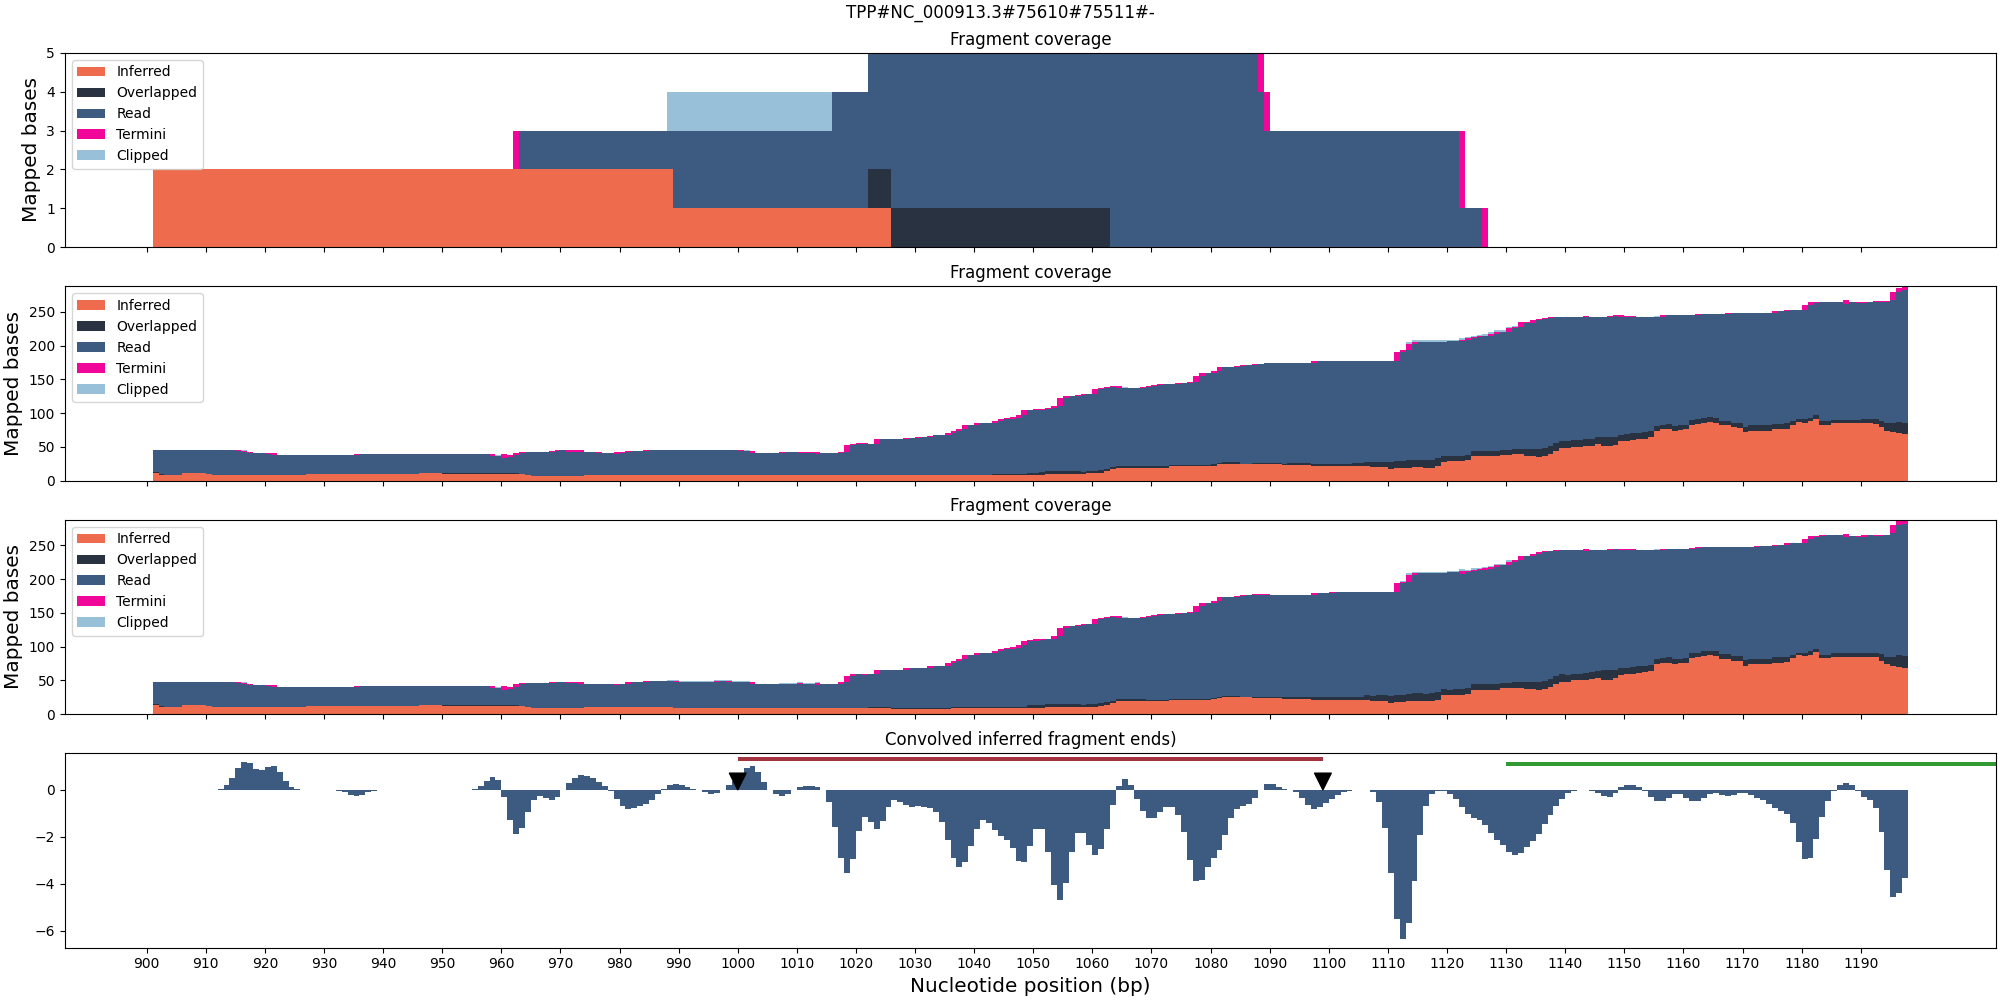 TPP#NC_000913.3#75610#75511#-
Fragment coverage
Mapped bases
5
4
3
2
1
0
Inferred
Overlapped
Read
Termini
Clipped
Fragment coverage
Mapped bases
250
200
150
100
50
0
Inferred
Overlapped
Read
Termini
Clipped
Fragment coverage
Mapped bases
250
200
150
100
50
0
Inferred
Overlapped
Read
Termini
Clipped
Convolved inferred fragment ends)
0
−2
−4
−6
900 910 920 930 940 950 960 970 980 990 1000 1010 1020 1030 1040 1050 1060 1070 1080 1090 1100 1110 1120 1130 1140 1150 1160 1170 1180 1190
Nucleotide position (bp)